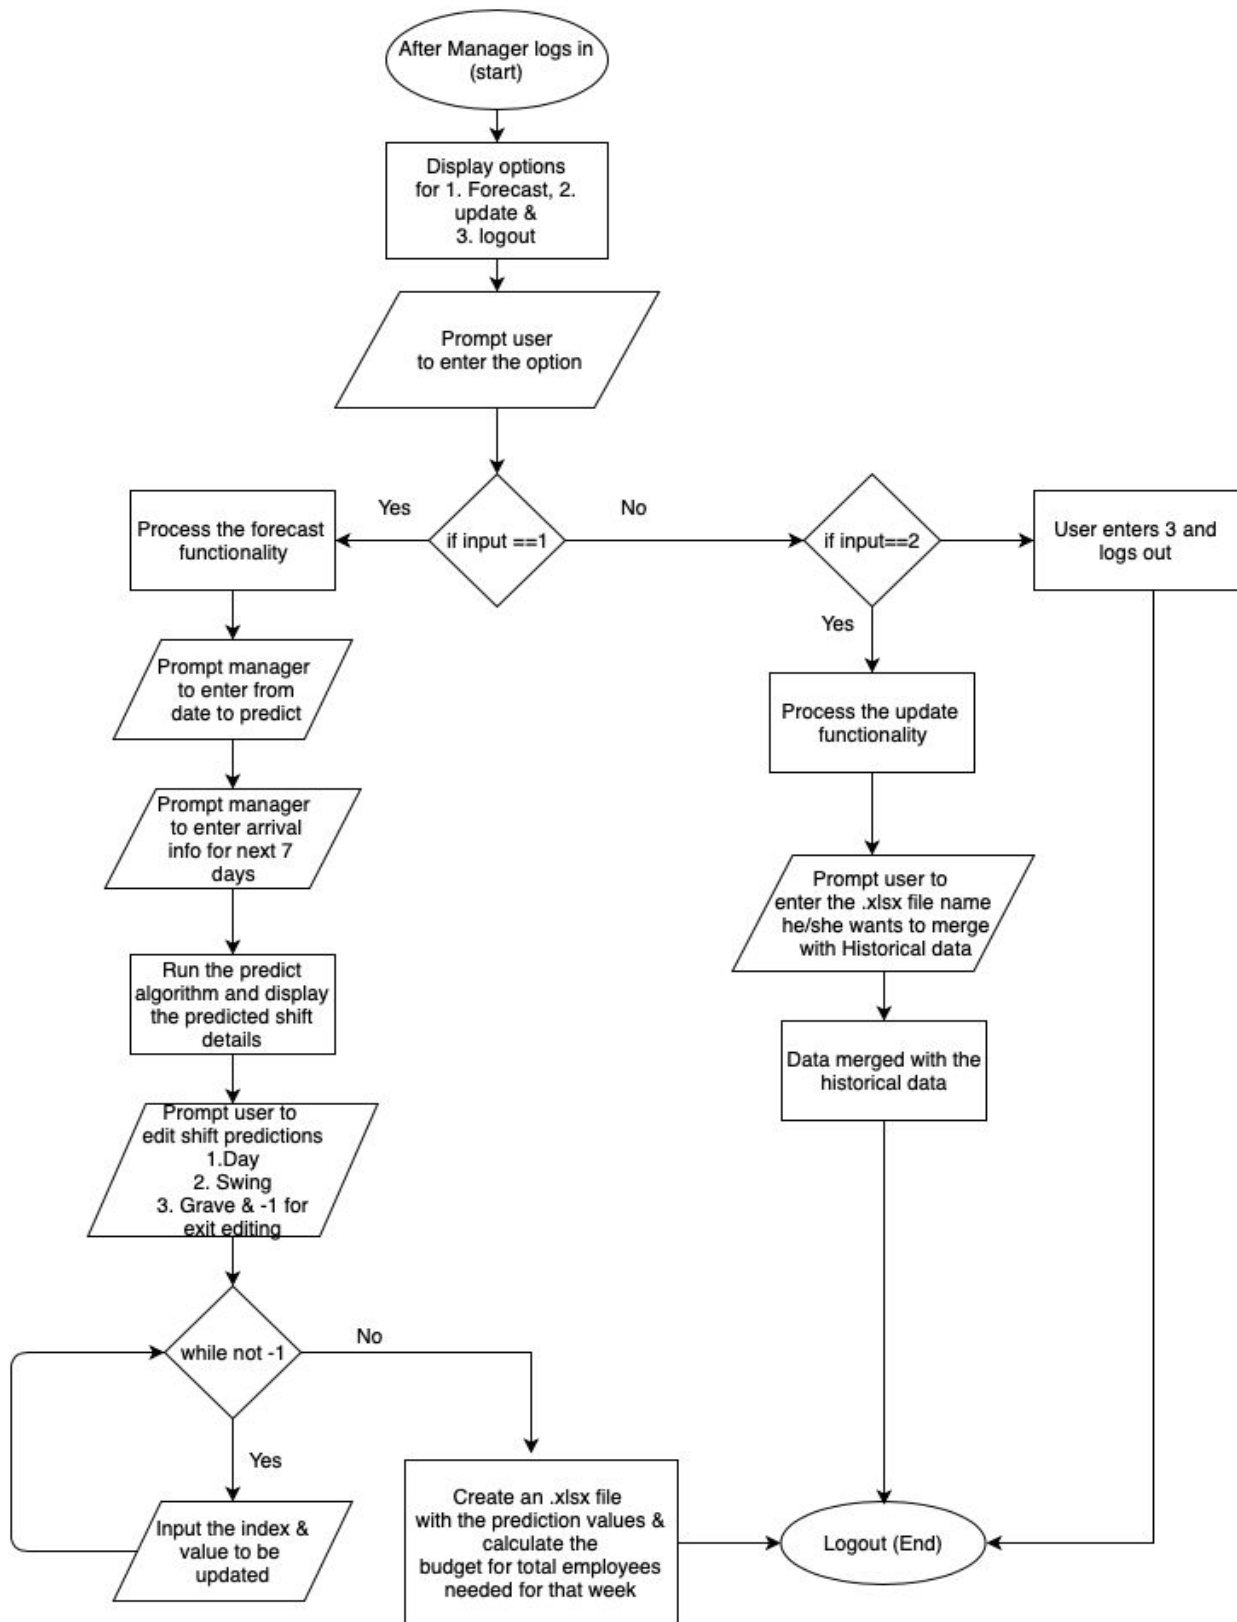 After Manager logs in
(start)
Display options
for 1. Forecast, 2.
update &
3. logout
Prompt user
to enter the option
if input ==1
Yes
No
Process the forecast
functionality
if input==2
User enters 3 and
logs out
Yes
Prompt manager
to enter from
date to predict
Process the update
functionality
Prompt manager
to enter arrival
info for next 7
days
Prompt user to
enter the .xlsx file name
he/she wants to merge
with Historical data
Run the predict
algorithm and display
the predicted shift
details
Data merged with the
historical data
Prompt user to
edit shift predictions
1.Day
2. Swing
3. Grave & -1 for
exit editing
while not -1
No
Yes
Input the index &
value to be
updated
Create an .xlsx file
with the prediction values &
calculate the
budget for total employees
needed for that week
Logout (End)